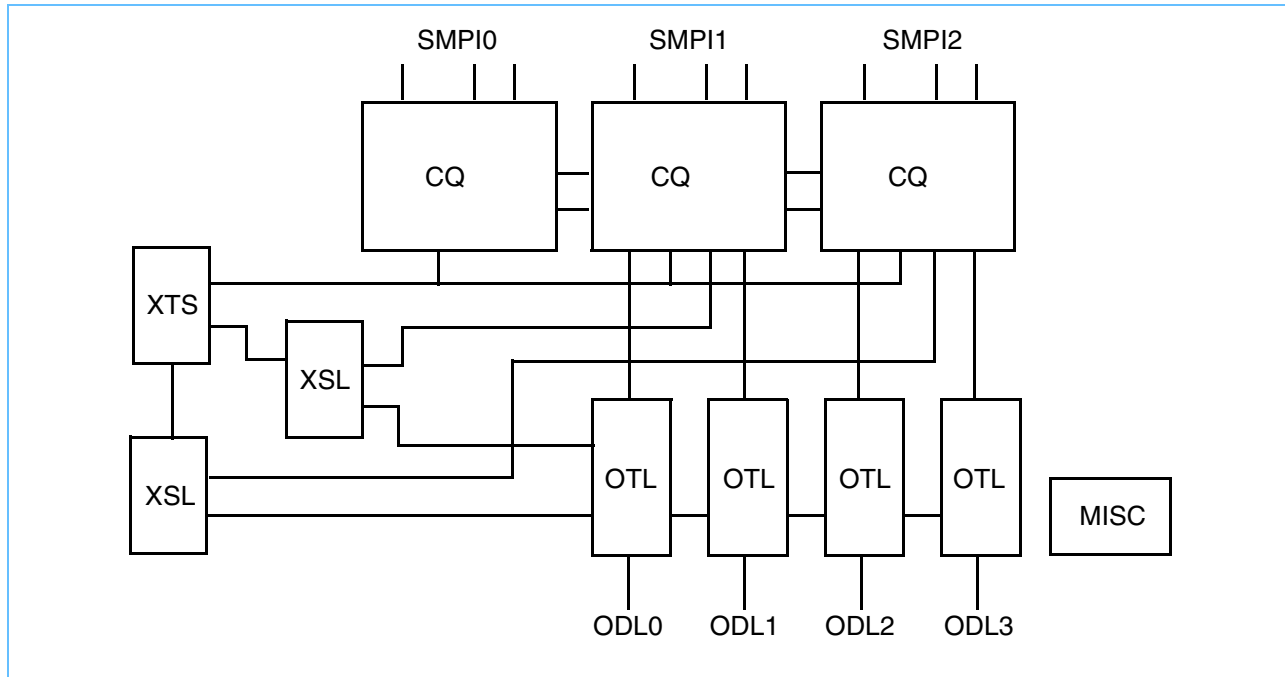 SMPI0
SMPI1
SMPI2
CQ
CQ
CQ
XTS
XSL
XSL
OTL
OTL
OTL
OTL
MISC
ODL0
ODL1
ODL2
ODL3